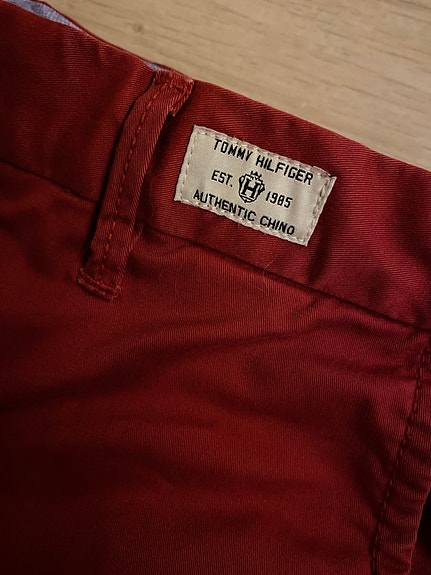 TOMMY HILFIGER
EST. H 1985
AUTHENTIC CHINO